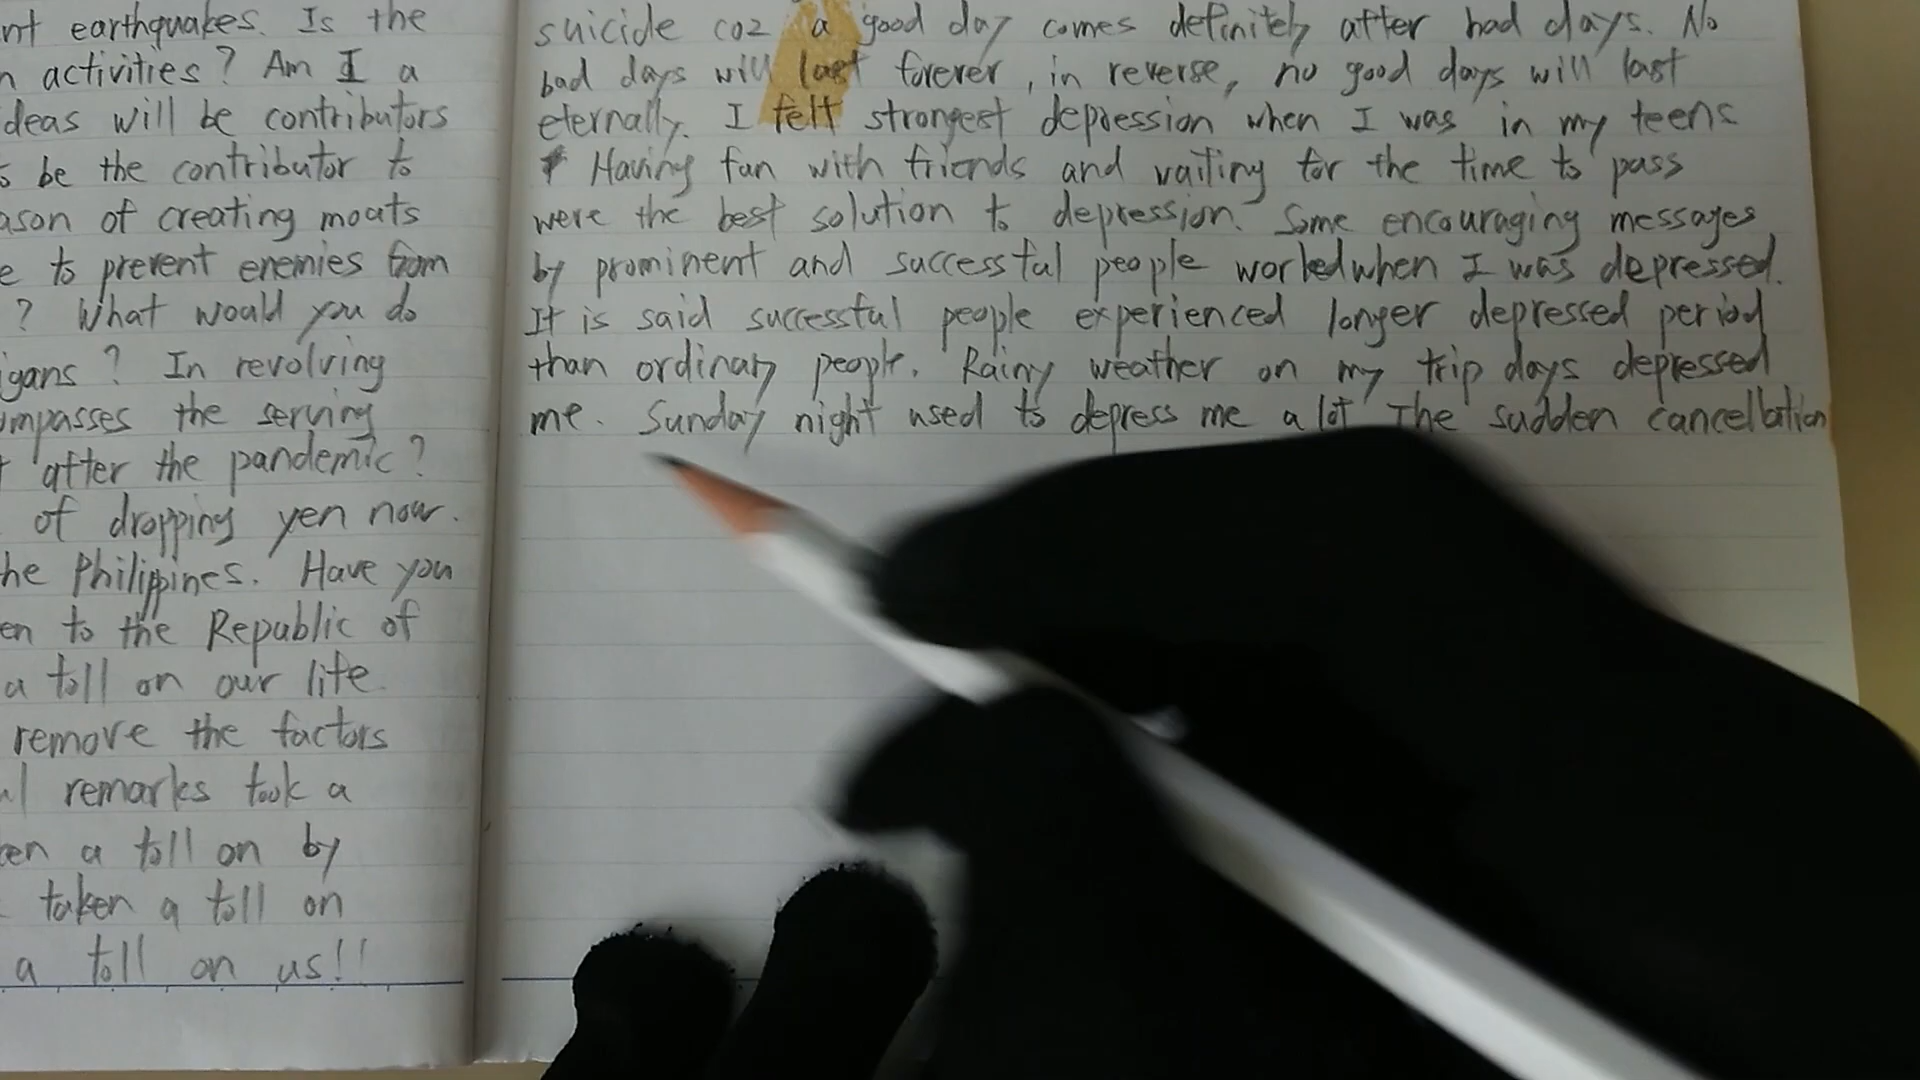 nt earthquakes. Is the
n activities? Am I a
deas will be contributors
s be the contributor to
ason of creating moats
e to prevent enemies from
? What would you do
igans? In revolving
ompasses the serving
t after the pandemic?
of dropping yen now.
he Philippines. Have you
en to the Republic of
a toll on our life
remove the factors
al remarks took a
en a toll on by
taken a toll on
a toll on us!!
suicide coz a good day comes definitely after bad days. No
bad days will last forever, in reverse, no good days will last
eternally. I felt strongest depression when I was in my teens
Having fun with friends and vaiting for the time to pass
were the best solution to depression. Some encouraging messages
by prominent and successful people worked when I was depressed.
It is said successful people experienced longer depressed period
than ordinary people. Rainy weather on my trip days depressed
me. Sunday night used to depress me a lot The sudden cancellation